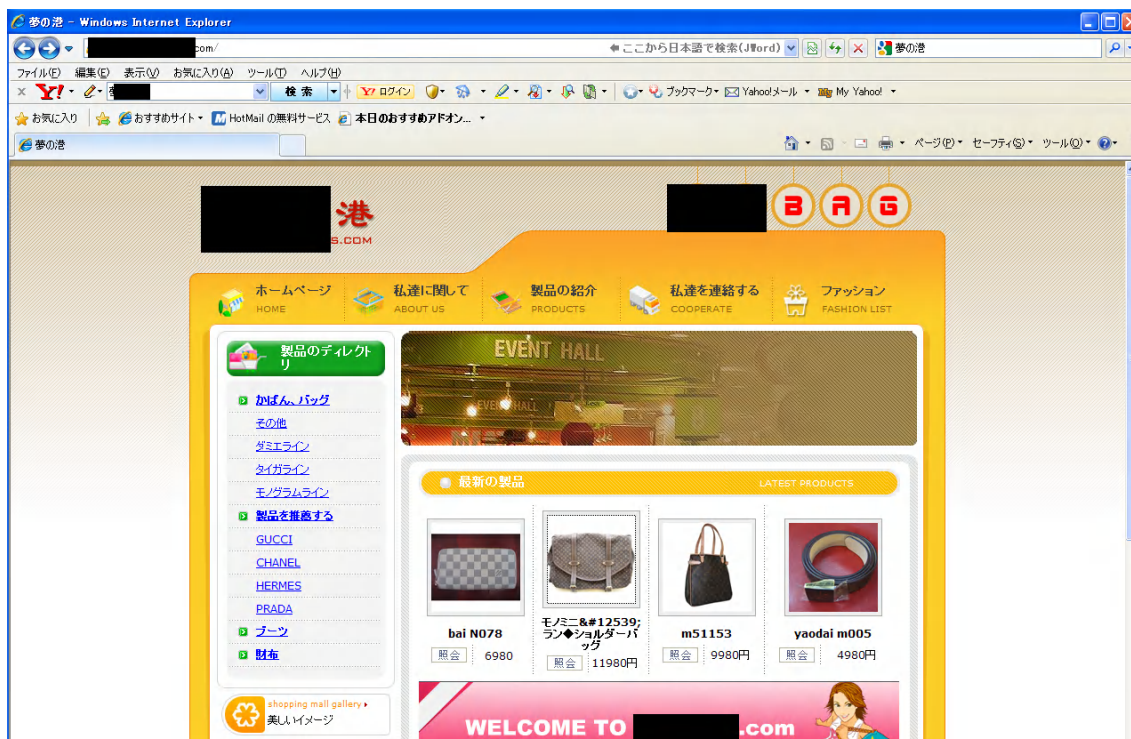 夢の港 - Windows Internet Explorer
com/
ここから日本語で検索(JWord)
夢の港
ファイル(F) 編集(E) 表示(V) お気に入り(A) ツール(T) ヘルプ(H)
Y! 検索 ログイン ブックマーク Yahoo!メール My Yahoo!
お気に入り おすすめサイト HotMail の無料サービス 本日のおすすめアドオン...
夢の港
ページ(P) セーフティ(S) ツール(O)
港
S.COM
BAG
ホームページ 私達に関して 製品の紹介 私達を連絡する ファッション
HOME ABOUT US PRODUCTS COOPERATE FASHION LIST
製品のディレクト
リ
かばん、バッグ
その他
ダミエライン
タイガライン
モノグラムライン
製品を推薦する
GUCCI
CHANEL
HERMES
PRADA
ブーツ
財布
shopping mall gallery
美しいイメージ
EVENT HALL
EVENT HALL
最新の製品 LATEST PRODUCTS
bai N078
照会 6980
モノミニ&#12539;
ラン◆ショルダーバ
ッグ
照会 11980円
m51153
照会 9980円
yaodai m005
照会 4980円
WELCOME TO .com